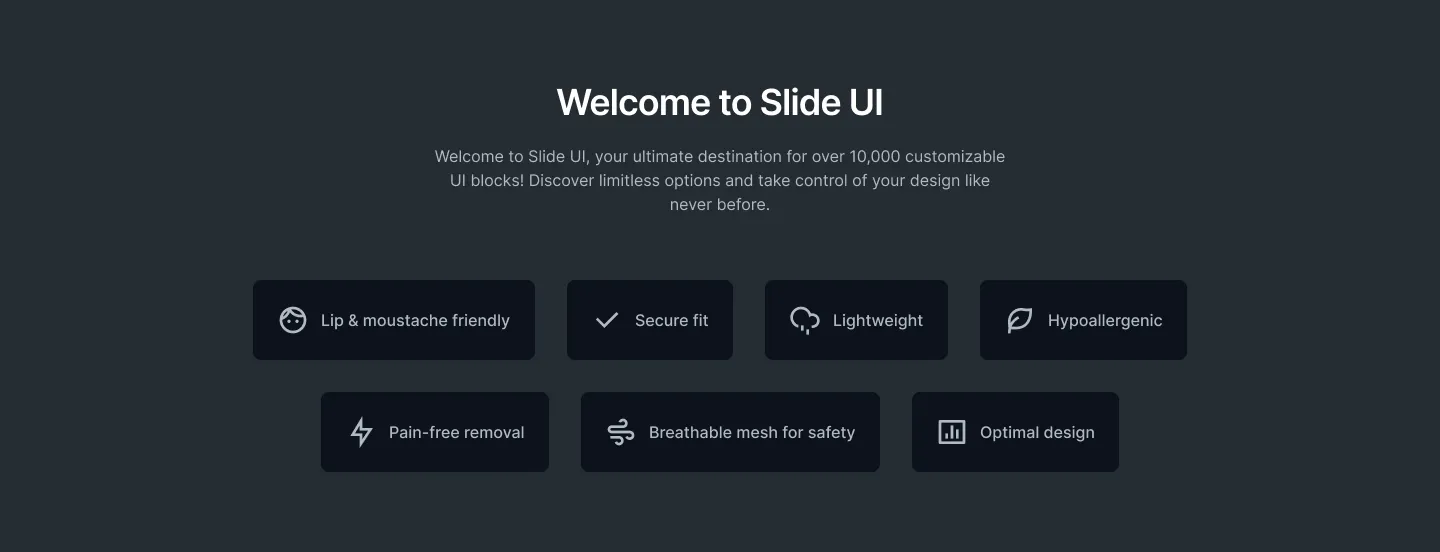 Welcome to Slide UI
Welcome to Slide UI, your ultimate destination for over 10,000 customizable
UI blocks! Discover limitless options and take control of your design like
never before.
Lip & moustache friendly
Secure fit
Lightweight
Hypoallergenic
Pain-free removal
Breathable mesh for safety
Optimal design